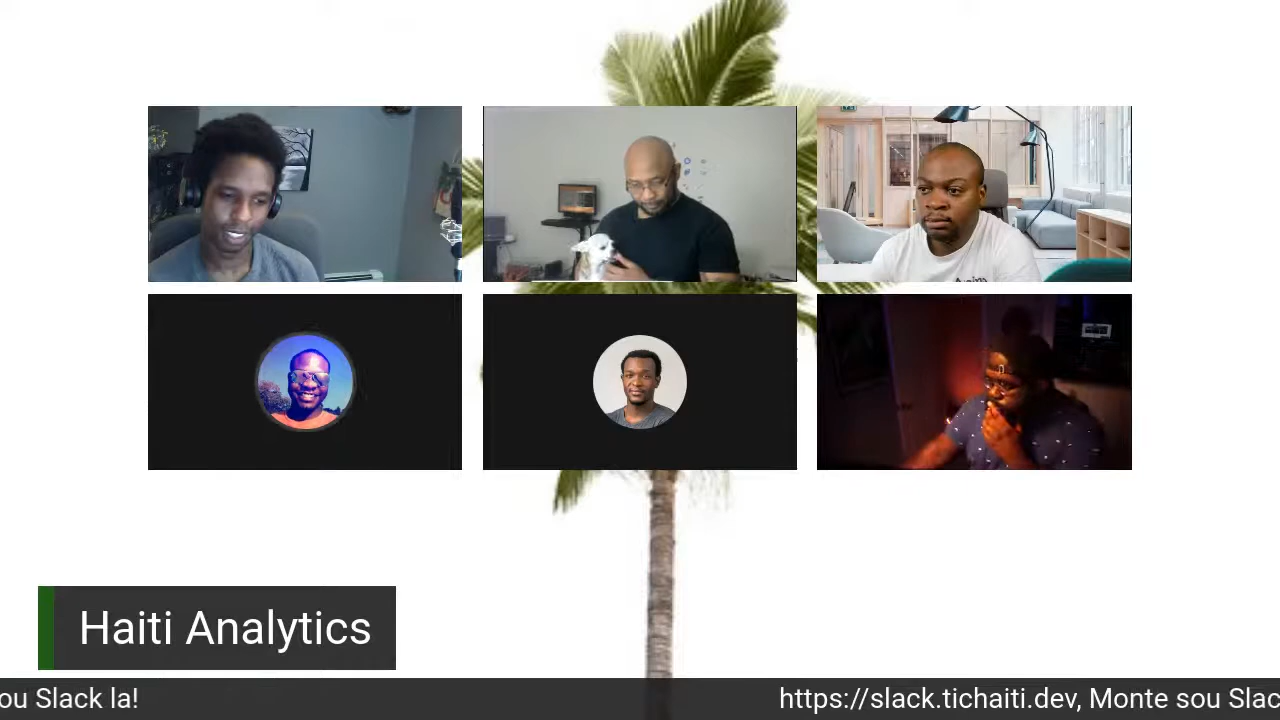 Haiti Analytics
ou Slack la! https://slack.tichaiti.dev, Monte sou Slac